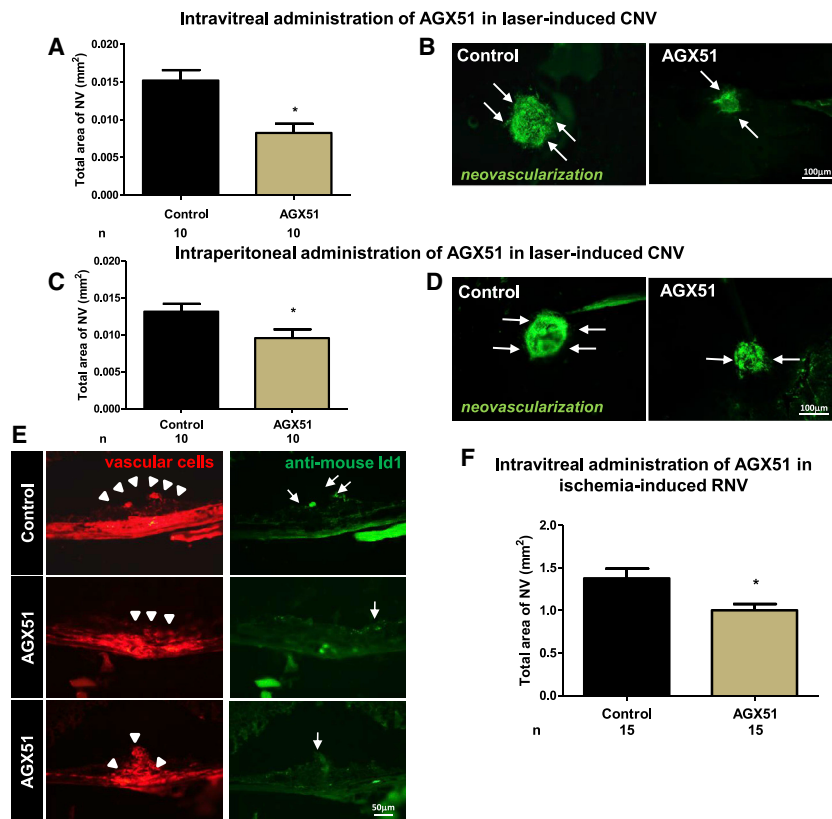 Intravitreal administration of AGX51 in laser-induced CNV
A
Total area of NV (mm²)
0.020
0.015
0.010
0.005
0.000
*
Control
AGX51
n
10
10
B
Control
AGX51
neovascularization
100μm
Intraperitoneal administration of AGX51 in laser-induced CNV
C
Total area of NV (mm²)
0.020
0.015
0.010
0.005
0.000
*
Control
AGX51
n
10
10
D
Control
AGX51
neovascularization
100μm
E
vascular cells
anti-mouse Id1
Control
AGX51
AGX51
50μm
F
Intravitreal administration of AGX51 in
ischemia-induced RNV
Total area of NV (mm²)
2.0
1.5
1.0
0.5
0.0
*
Control
AGX51
n
15
15